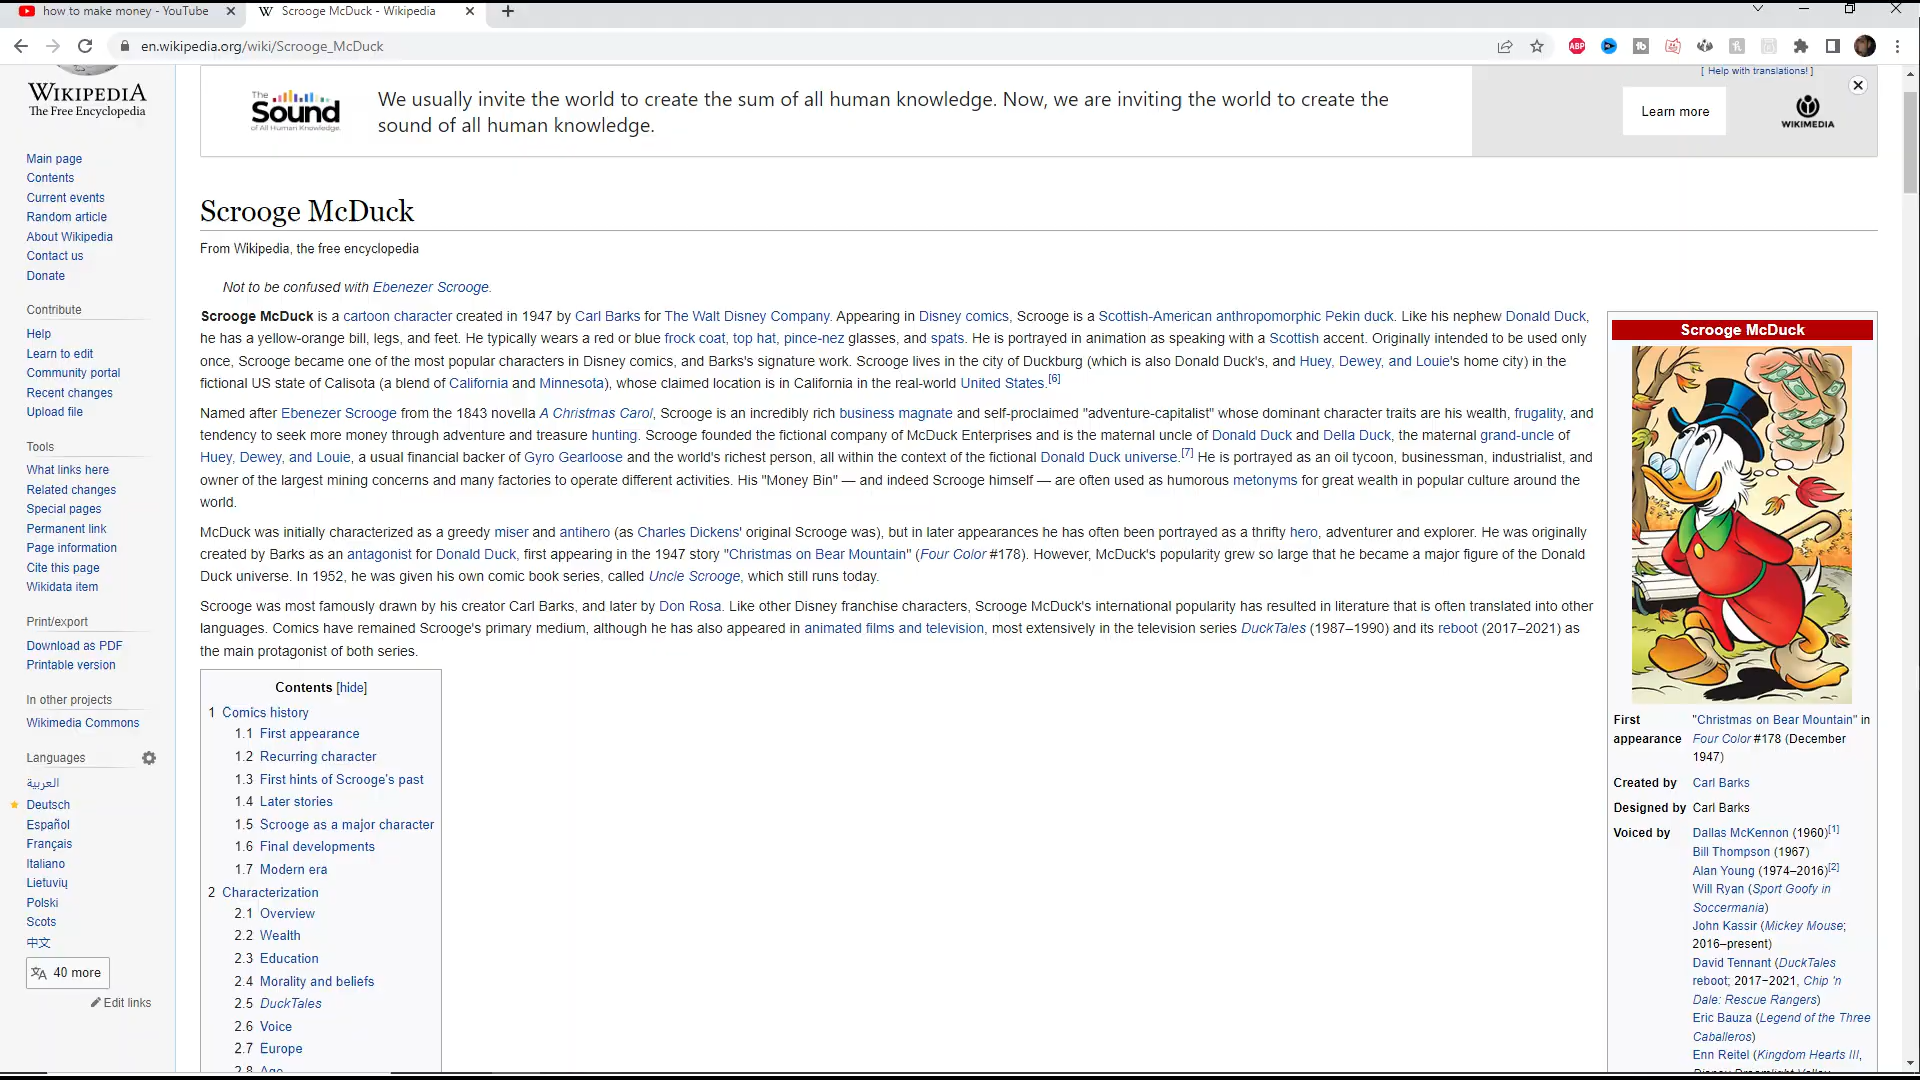 how to make money - YouTube
Scrooge McDuck - Wikipedia
en.wikipedia.org/wiki/Scrooge_McDuck
ABP
WIKIPEDIA
The Free Encyclopedia
Main page
Contents
Current events
Random article
About Wikipedia
Contact us
Donate
Contribute
Help
Learn to edit
Community portal
Recent changes
Upload file
Tools
What links here
Related changes
Special pages
Permanent link
Page information
Cite this page
Wikidata item
Print/export
Download as PDF
Printable version
In other projects
Wikimedia Commons
Languages
العربية
Deutsch
Español
Français
Italiano
Lietuvių
Polski
Scots
中文
40 more
Edit links
[ Help with translations! ]
The
Sound
of All Human Knowledge
We usually invite the world to create the sum of all human knowledge. Now, we are inviting the world to create the
sound of all human knowledge.
Learn more
WIKIMEDIA
Scrooge McDuck
From Wikipedia, the free encyclopedia
Not to be confused with Ebenezer Scrooge.
Scrooge McDuck is a cartoon character created in 1947 by Carl Barks for The Walt Disney Company. Appearing in Disney comics, Scrooge is a Scottish-American anthropomorphic Pekin duck. Like his nephew Donald Duck,
he has a yellow-orange bill, legs, and feet. He typically wears a red or blue frock coat, top hat, pince-nez glasses, and spats. He is portrayed in animation as speaking with a Scottish accent. Originally intended to be used only
once, Scrooge became one of the most popular characters in Disney comics, and Barks's signature work. Scrooge lives in the city of Duckburg (which is also Donald Duck's, and Huey, Dewey, and Louie's home city) in the
fictional US state of Calisota (a blend of California and Minnesota), whose claimed location is in California in the real-world United States.[6]
Named after Ebenezer Scrooge from the 1843 novella A Christmas Carol, Scrooge is an incredibly rich business magnate and self-proclaimed "adventure-capitalist" whose dominant character traits are his wealth, frugality, and
tendency to seek more money through adventure and treasure hunting. Scrooge founded the fictional company of McDuck Enterprises and is the maternal uncle of Donald Duck and Della Duck, the maternal grand-uncle of
Huey, Dewey, and Louie, a usual financial backer of Gyro Gearloose and the world's richest person, all within the context of the fictional Donald Duck universe.[7] He is portrayed as an oil tycoon, businessman, industrialist, and
owner of the largest mining concerns and many factories to operate different activities. His "Money Bin" — and indeed Scrooge himself — are often used as humorous metonyms for great wealth in popular culture around the
world.
McDuck was initially characterized as a greedy miser and antihero (as Charles Dickens' original Scrooge was), but in later appearances he has often been portrayed as a thrifty hero, adventurer and explorer. He was originally
created by Barks as an antagonist for Donald Duck, first appearing in the 1947 story "Christmas on Bear Mountain" (Four Color #178). However, McDuck's popularity grew so large that he became a major figure of the Donald
Duck universe. In 1952, he was given his own comic book series, called Uncle Scrooge, which still runs today.
Scrooge was most famously drawn by his creator Carl Barks, and later by Don Rosa. Like other Disney franchise characters, Scrooge McDuck's international popularity has resulted in literature that is often translated into other
languages. Comics have remained Scrooge's primary medium, although he has also appeared in animated films and television, most extensively in the television series DuckTales (1987–1990) and its reboot (2017–2021) as
the main protagonist of both series.
Contents [hide]
1 Comics history
1.1 First appearance
1.2 Recurring character
1.3 First hints of Scrooge's past
1.4 Later stories
1.5 Scrooge as a major character
1.6 Final developments
1.7 Modern era
2 Characterization
2.1 Overview
2.2 Wealth
2.3 Education
2.4 Morality and beliefs
2.5 DuckTales
2.6 Voice
2.7 Europe
2.8 Age
Scrooge McDuck
First appearance
"Christmas on Bear Mountain" in
Four Color #178 (December
1947)
Created by Carl Barks
Designed by Carl Barks
Voiced by Dallas McKennon (1960)[1]
Bill Thompson (1967)
Alan Young (1974–2016)[2]
Will Ryan (Sport Goofy in
Soccermania)
John Kassir (Mickey Mouse;
2016–present)
David Tennant (DuckTales
reboot; 2017–2021, Chip 'n
Dale: Rescue Rangers)
Eric Bauza (Legend of the Three
Caballeros)
Enn Reitel (Kingdom Hearts III,
Disney Dreamlight Valley